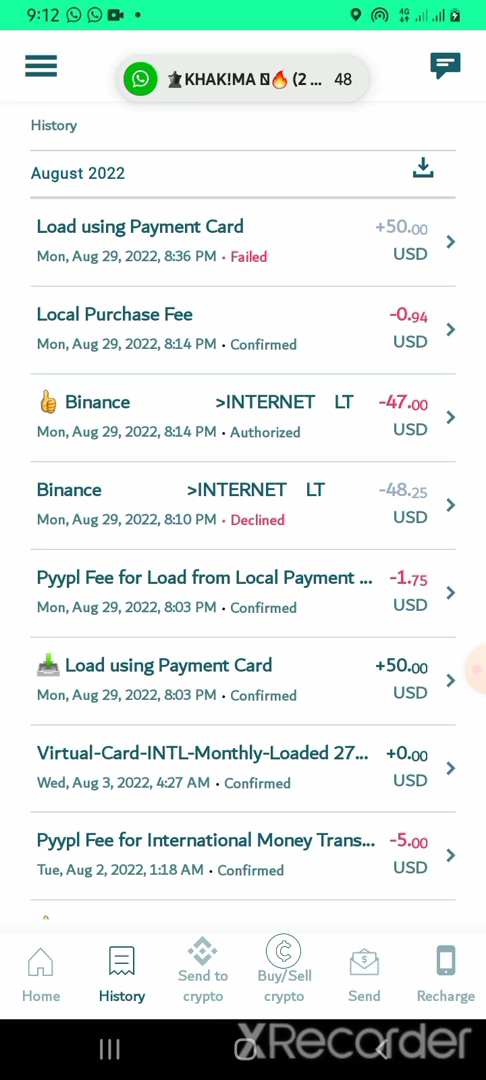 9:12
4G
KHAK!MA 🔥 (2 ... 48
History
August 2022
Load using Payment Card +50.00
Mon, Aug 29, 2022, 8:36 PM • Failed USD
Local Purchase Fee -0.94
Mon, Aug 29, 2022, 8:14 PM • Confirmed USD
👍 Binance >INTERNET LT -47.00
Mon, Aug 29, 2022, 8:14 PM • Authorized USD
Binance >INTERNET LT -48.25
Mon, Aug 29, 2022, 8:10 PM • Declined USD
Pyypl Fee for Load from Local Payment ... -1.75
Mon, Aug 29, 2022, 8:03 PM • Confirmed USD
Load using Payment Card +50.00
Mon, Aug 29, 2022, 8:03 PM • Confirmed USD
Virtual-Card-INTL-Monthly-Loaded 27... +0.00
Wed, Aug 3, 2022, 4:27 AM • Confirmed USD
Pyypl Fee for International Money Trans... -5.00
Tue, Aug 2, 2022, 1:18 AM • Confirmed USD
Home
History
Send to
crypto
Buy/Sell
crypto
Send
Recharge
XRecorder